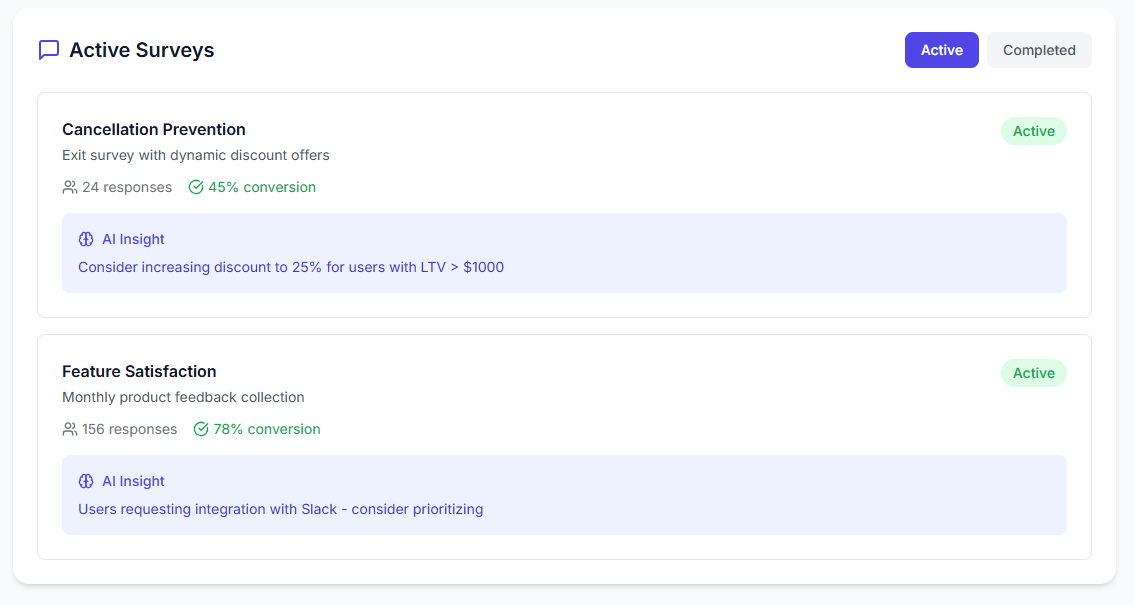 Active Surveys
Active
Completed
Cancellation Prevention
Active
Exit survey with dynamic discount offers
24 responses
45% conversion
AI Insight
Consider increasing discount to 25% for users with LTV > $1000
Feature Satisfaction
Active
Monthly product feedback collection
156 responses
78% conversion
AI Insight
Users requesting integration with Slack - consider prioritizing